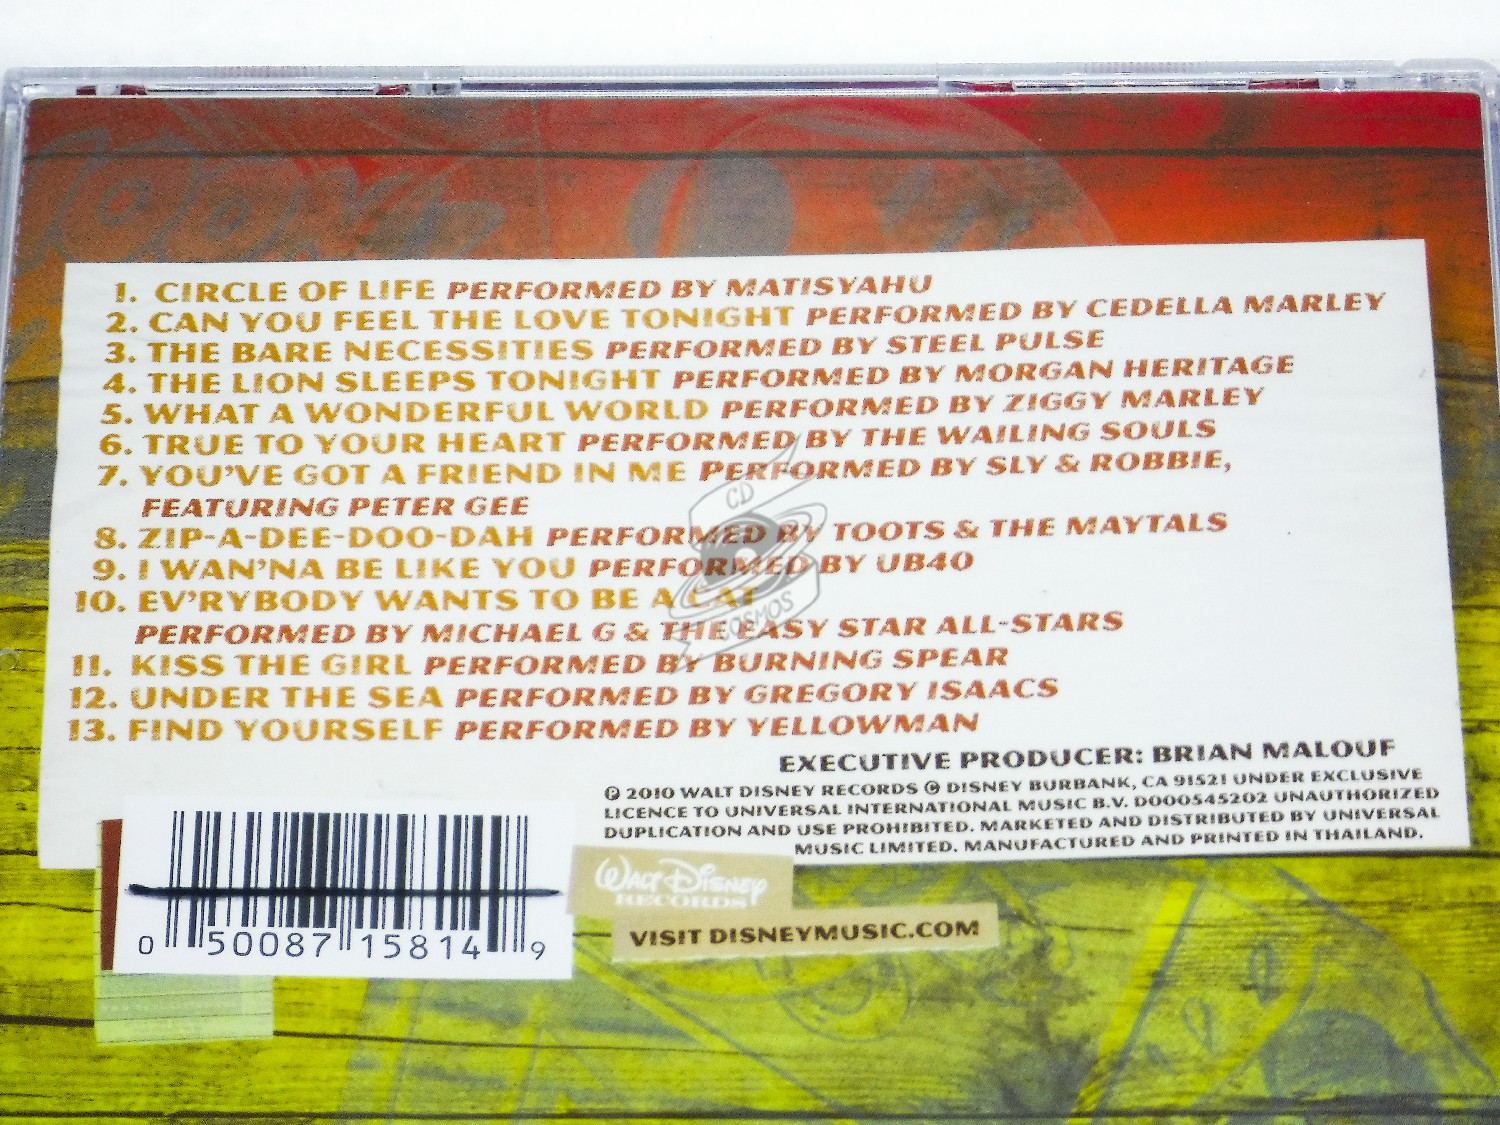 1. CIRCLE OF LIFE PERFORMED BY MATISYAHU
2. CAN YOU FEEL THE LOVE TONIGHT PERFORMED BY CEDELLA MARLEY
3. THE BARE NECESSITIES PERFORMED BY STEEL PULSE
4. THE LION SLEEPS TONIGHT PERFORMED BY MORGAN HERITAGE
5. WHAT A WONDERFUL WORLD PERFORMED BY ZIGGY MARLEY
6. TRUE TO YOUR HEART PERFORMED BY THE WAILING SOULS
7. YOU'VE GOT A FRIEND IN ME PERFORMED BY SLY & ROBBIE,
FEATURING PETER GEE
8. ZIP-A-DEE-DOO-DAH PERFORMED BY TOOTS & THE MAYTALS
9. I WAN'NA BE LIKE YOU PERFORMED BY UB40
10. EV'RYBODY WANTS TO BE A CAT
PERFORMED BY MICHAEL G & THE EASY STAR ALL-STARS
11. KISS THE GIRL PERFORMED BY BURNING SPEAR
12. UNDER THE SEA PERFORMED BY GREGORY ISAACS
13. FIND YOURSELF PERFORMED BY YELLOWMAN
CD
COSMOS
EXECUTIVE PRODUCER: BRIAN MALOUF
℗ 2010 WALT DISNEY RECORDS © DISNEY BURBANK, CA 91521 UNDER EXCLUSIVE
LICENCE TO UNIVERSAL INTERNATIONAL MUSIC B.V. D000545202 UNAUTHORIZED
DUPLICATION AND USE PROHIBITED. MARKETED AND DISTRIBUTED BY UNIVERSAL
MUSIC LIMITED. MANUFACTURED AND PRINTED IN THAILAND.
0 50087 15814 9
WALT DISNEY
RECORDS
VISIT DISNEYMUSIC.COM